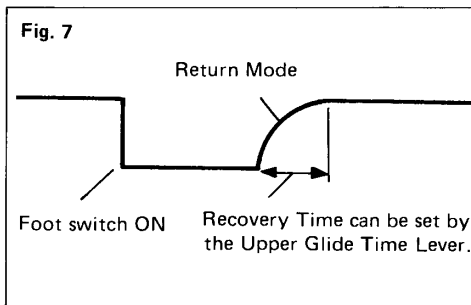 Fig. 7
Return Mode
Foot switch ON
Recovery Time can be set by
the Upper Glide Time Lever.